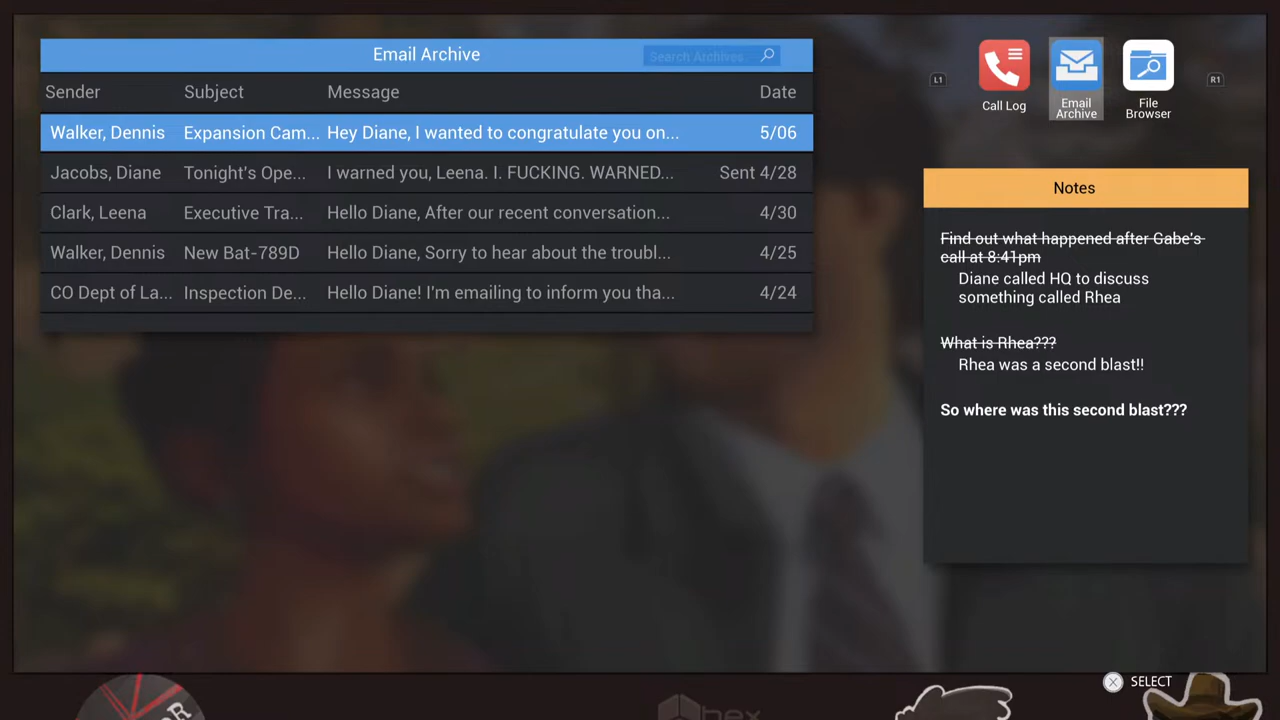 Email Archive
Search Archives
Sender Subject Message Date
Walker, Dennis Expansion Cam... Hey Diane, I wanted to congratulate you on... 5/06
Jacobs, Diane Tonight's Ope... I warned you, Leena. I. FUCKING. WARNED... Sent 4/28
Clark, Leena Executive Tra... Hello Diane, After our recent conversation... 4/30
Walker, Dennis New Bat-789D Hello Diane, Sorry to hear about the troubl... 4/25
CO Dept of La... Inspection De... Hello Diane! I'm emailing to inform you tha... 4/24
L1
Call Log
Email
Archive
File
Browser
R1
Notes
Find out what happened after Gabe's
call at 8:41pm
Diane called HQ to discuss
something called Rhea
What is Rhea???
Rhea was a second blast!!
So where was this second blast???
SELECT
hex